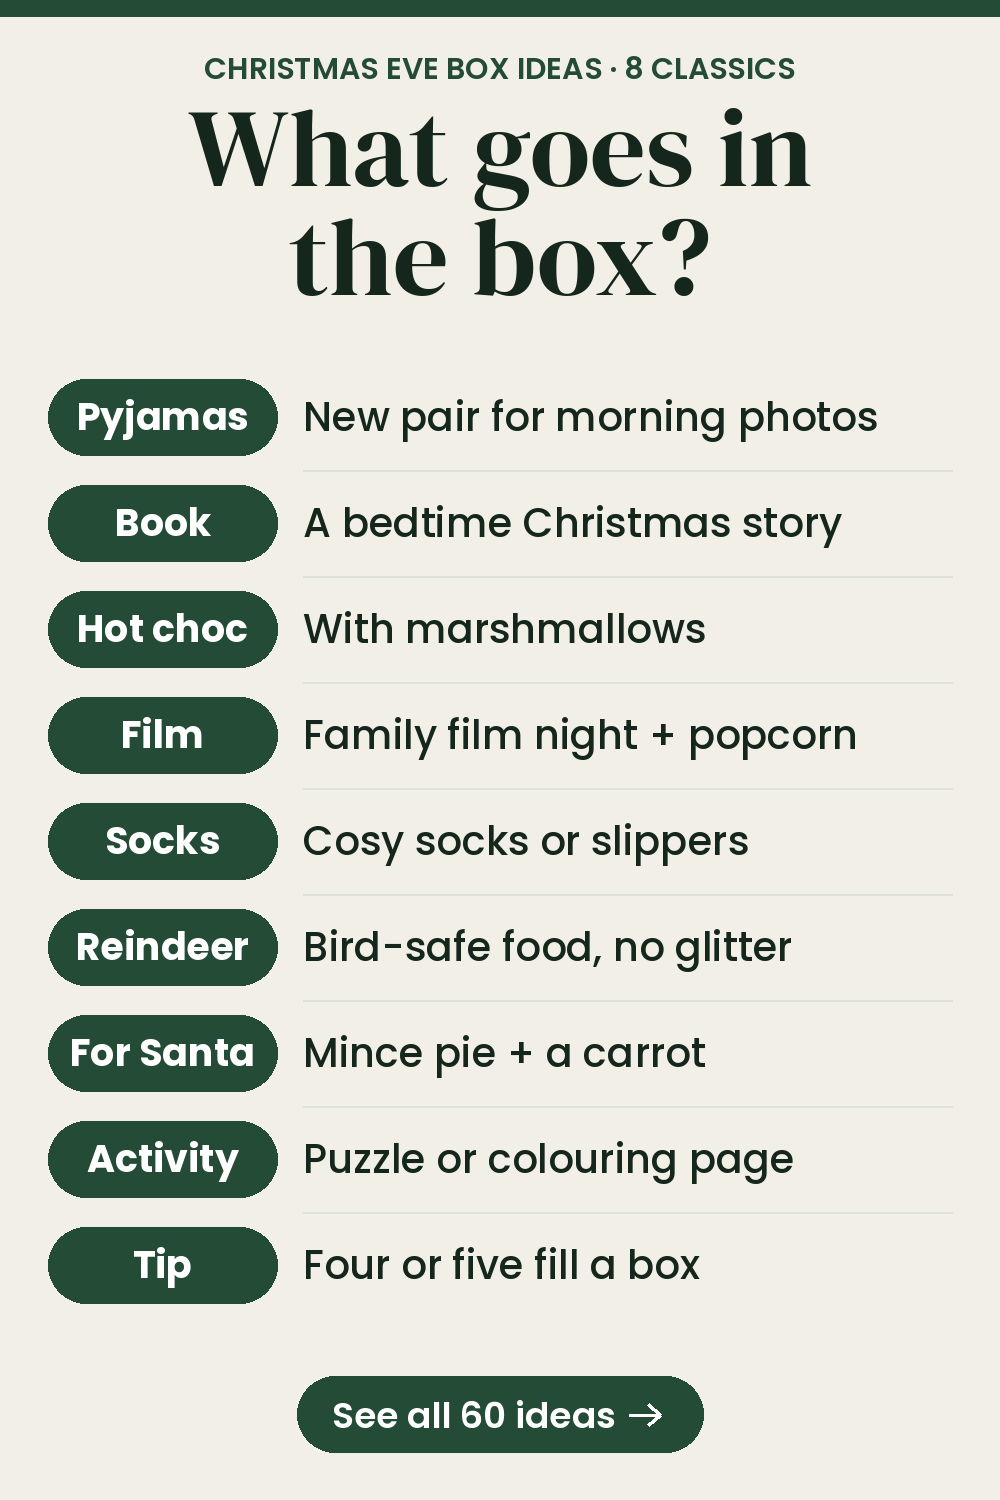 CHRISTMAS EVE BOX IDEAS · 8 CLASSICS
What goes in
the box?
Pyjamas New pair for morning photos
Book A bedtime Christmas story
Hot choc With marshmallows
Film Family film night + popcorn
Socks Cosy socks or slippers
Reindeer Bird-safe food, no glitter
For Santa Mince pie + a carrot
Activity Puzzle or colouring page
Tip Four or five fill a box
See all 60 ideas →